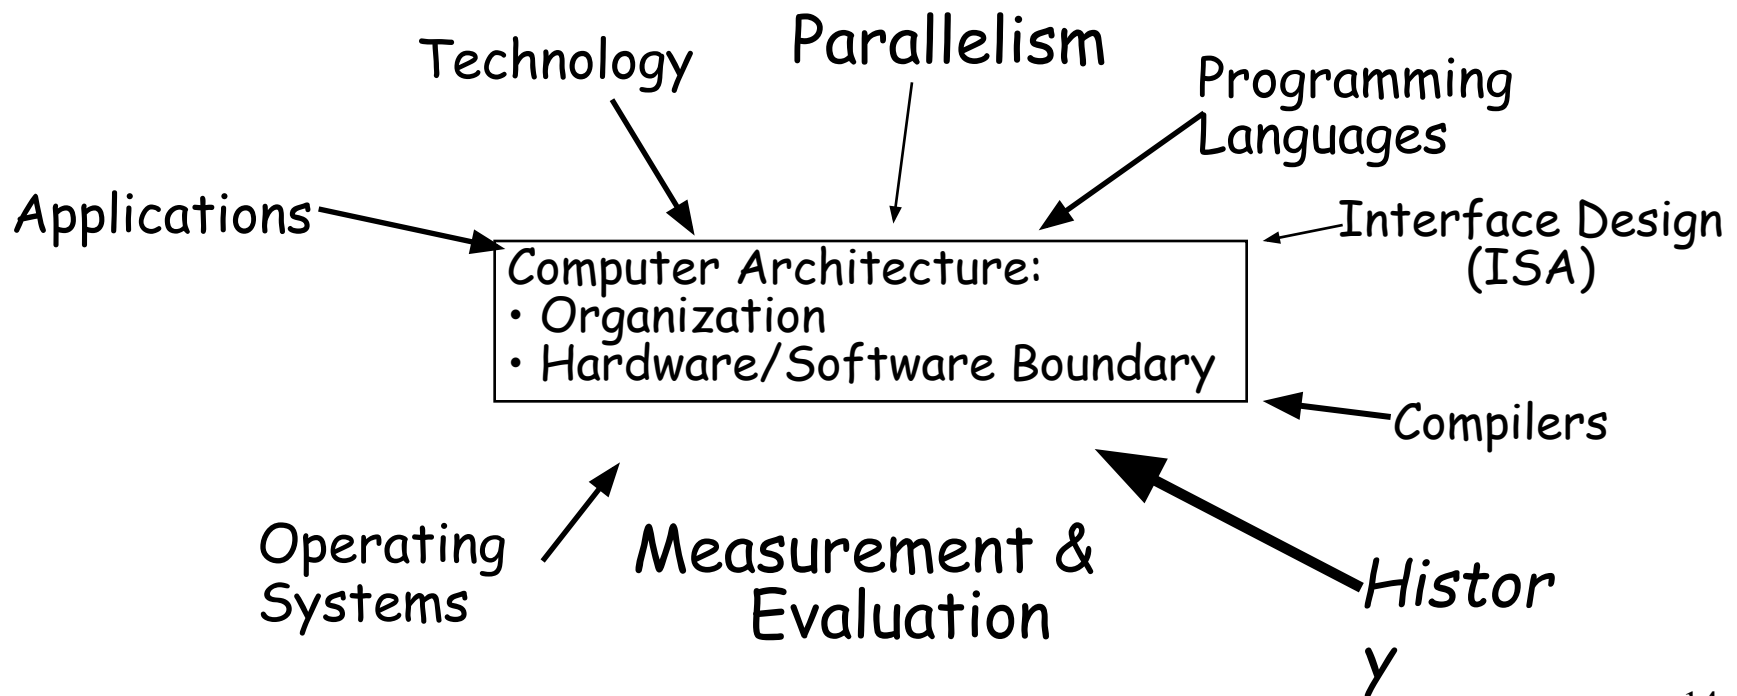 Parallelism
Technology
Programming
Languages
Applications
Interface Design
(ISA)
Computer Architecture:
• Organization
• Hardware/Software Boundary
Compilers
Operating
Systems
Measurement &
Evaluation
Histor
y